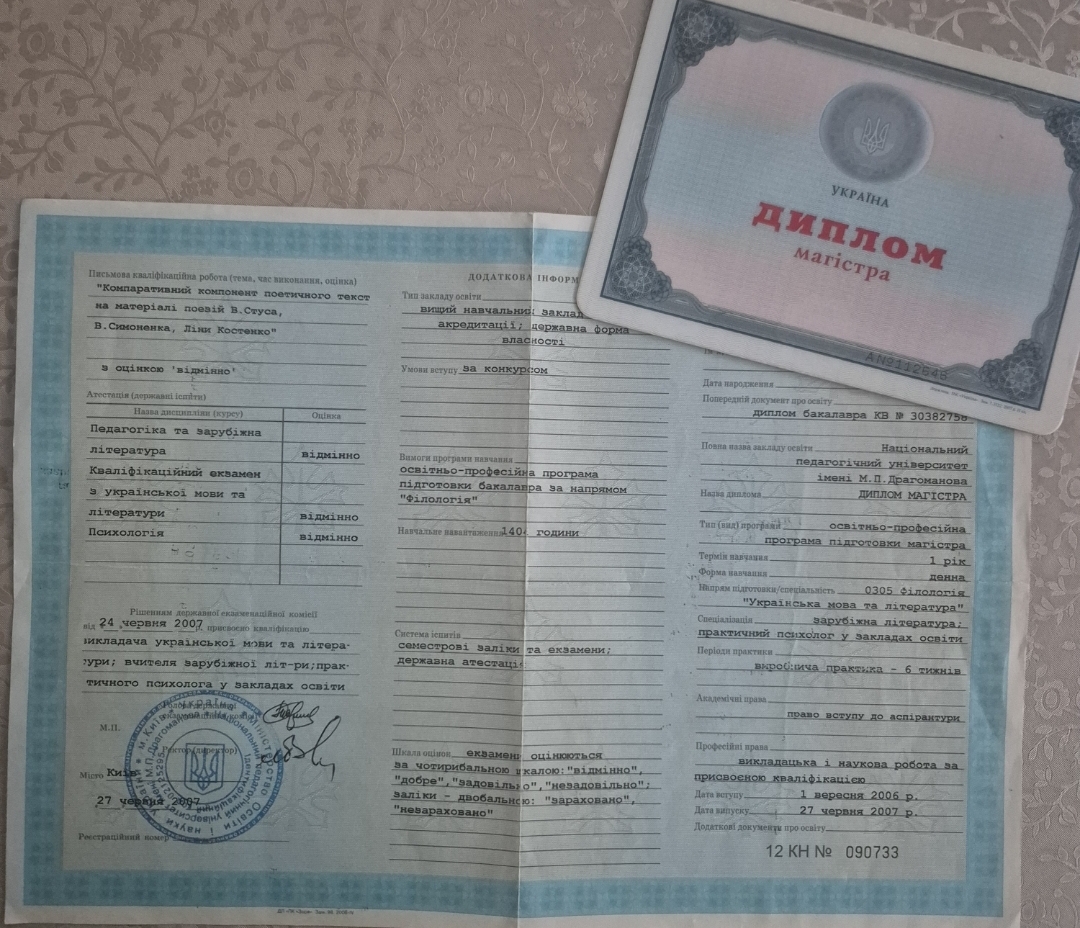 УКРАЇНА
ДИПЛОМ
магістра
Письмова кваліфікаційна робота (тема, час виконання, оцінка)
"Компаративний компонент поетичного текст
на матеріалі поезій В.Стуса,
В.Симоненка, Ліни Костенко"
з оцінкою 'відмінно'
Атестація (державні іспити)
Назва дисципліни (курсу) Оцінка
Педагогіка та зарубіжна
література відмінно
Кваліфікаційний екзамен
з української мови та
літератури відмінно
Психологія відмінно
Рішенням державної екзаменаційної комісії
від 24 червня 2007 р. присвоєно кваліфікацію
викладача української мови та літера-
тури; вчителя зарубіжної літ-ри;прак-
тичного психолога у закладах освіти
М.П.
Ректор (директор)
Місто Київ
27 червня 2007
Реєстраційний номер
ДОДАТКОВА ІНФОРМ
Тип закладу освіти
вищий навчальний заклад
акредитації; державна форма
власності
Умови вступу за конкурсом
Вимоги програми навчання
освітньо-професійна програма
підготовки бакалавра за напрямом
"Філологія"
Навчальне навантаження 1404 години
Система іспитів
семестрові заліки та екзамени;
державна атестація
Шкала оцінок екзамени оцінюються
за чотирибальною шкалою:"відмінно",
"добре","задовільно","незадовільно";
заліки - двобальною: "зараховано",
"незараховано"
Дата народження
Попередній документ про освіту
диплом бакалавра КВ № 30382758
Повна назва закладу освіти Національний
педагогічний університет
імені М.П.Драгоманова
Назва диплома ДИПЛОМ МАГІСТРА
Тип (вид) програми освітньо-професійна
програма підготовки магістра
Термін навчання 1 рік
Форма навчання денна
Напрям підготовки/спеціальність 0305 Філологія
"Українська мова та література"
Спеціалізація зарубіжна література;
практичний психолог у закладах освіти
Періоди практики
виробнича практика - 6 тижнів
Академічні права
право вступу до аспірантури
Професійні права
викладацька і наукова робота за
присвоєною кваліфікацією
Дата вступу 1 вересня 2006 р.
Дата випуску 27 червня 2007 р.
Додаткові документи про освіту
12 КН № 090733